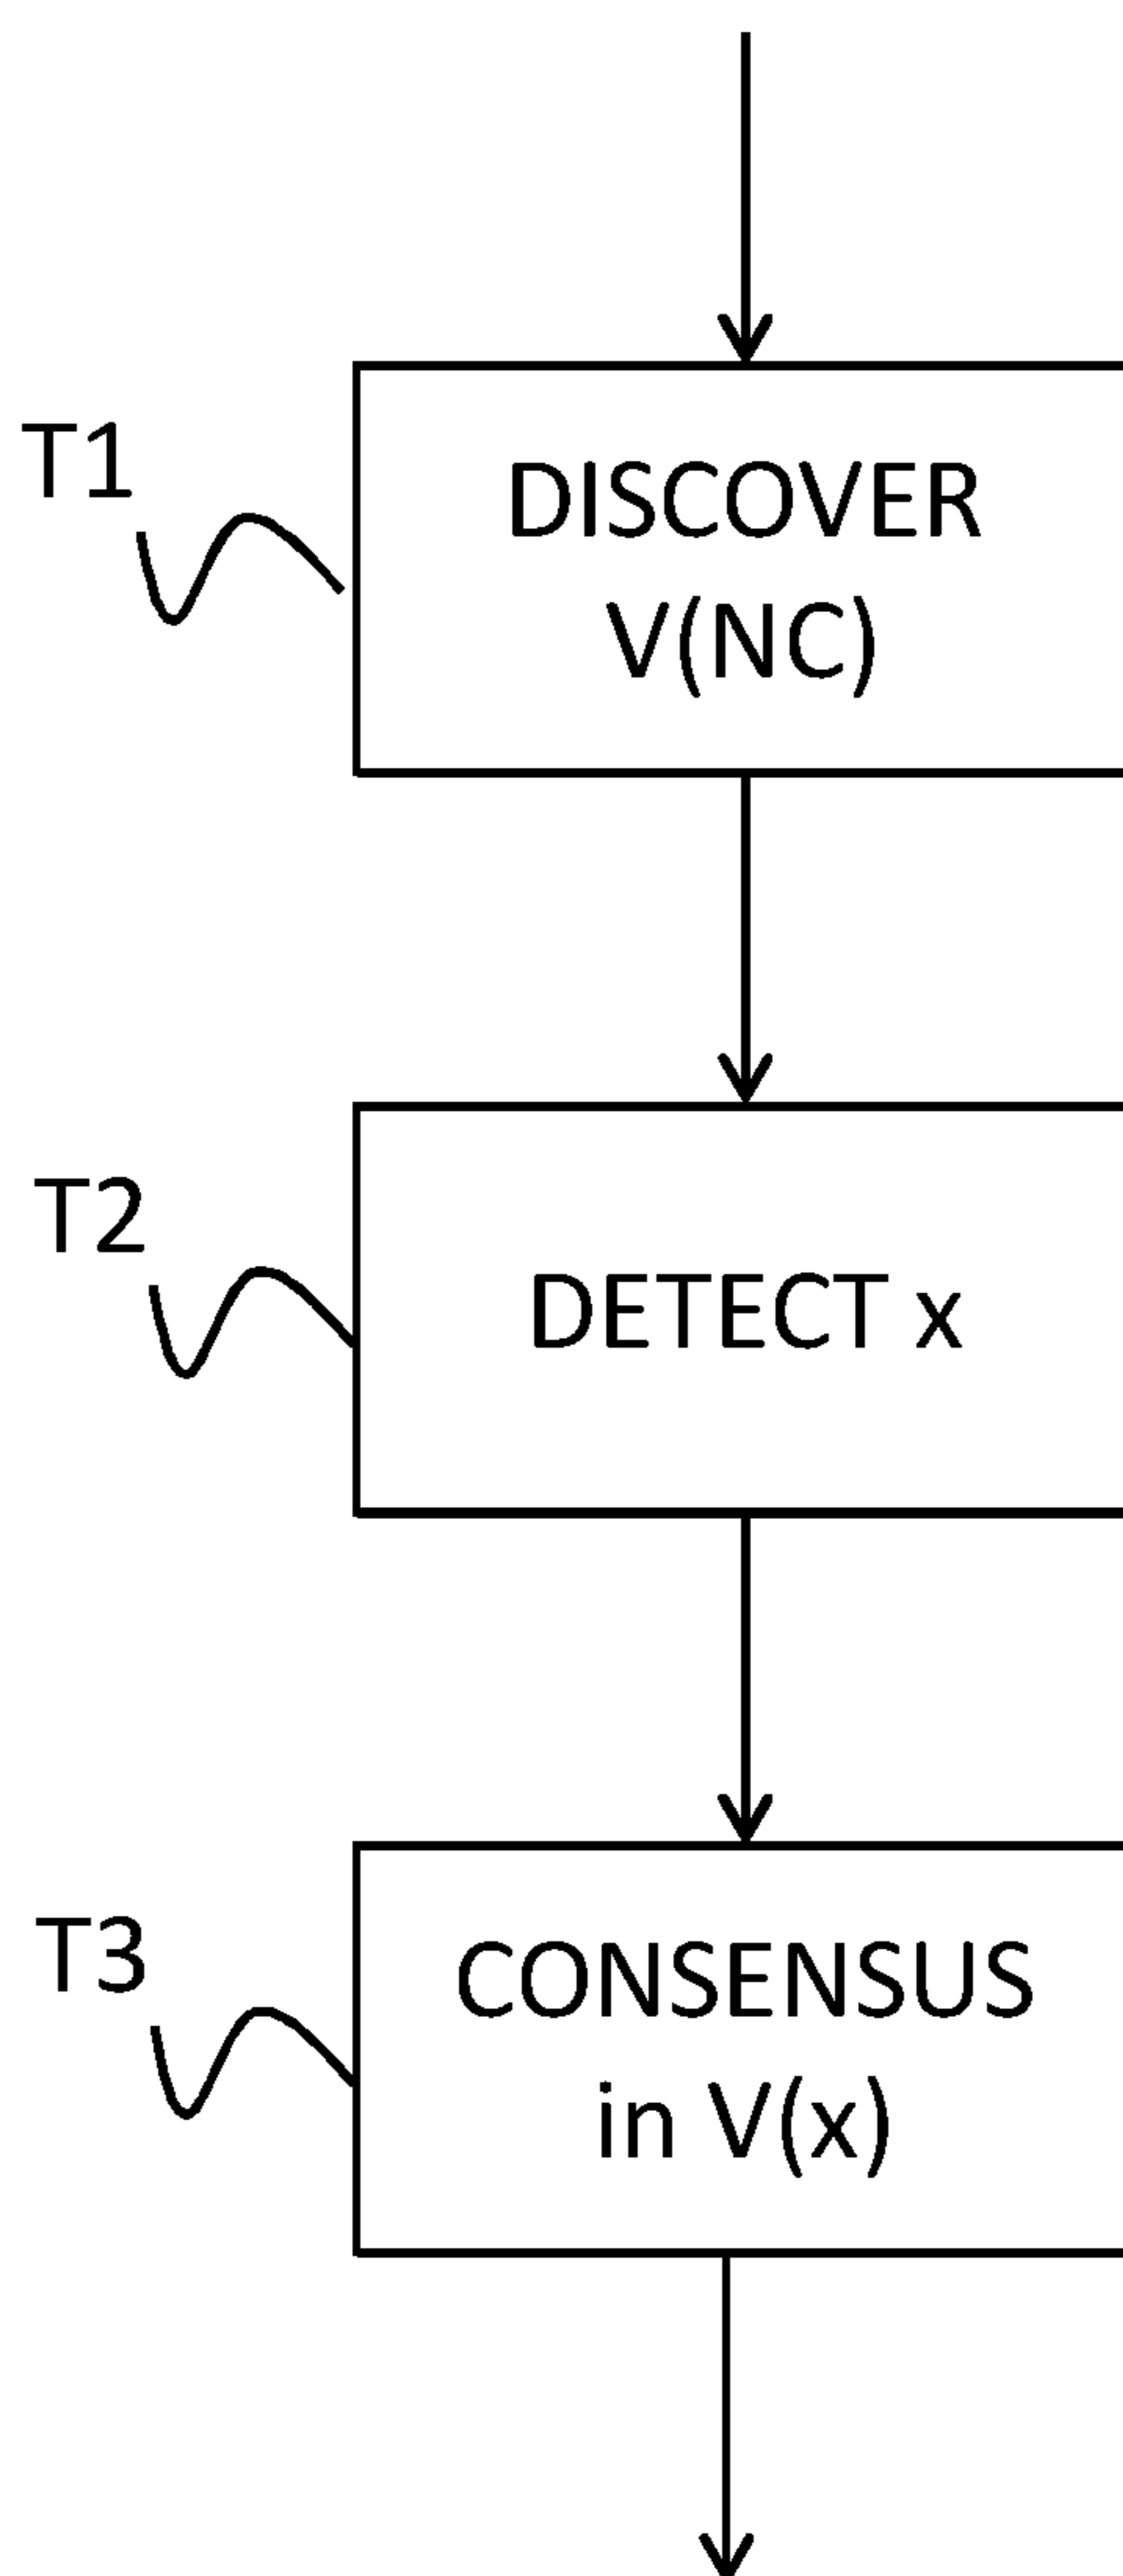 T1
DISCOVER
V(NC)
T2
DETECT x
T3
CONSENSUS
in V(x)